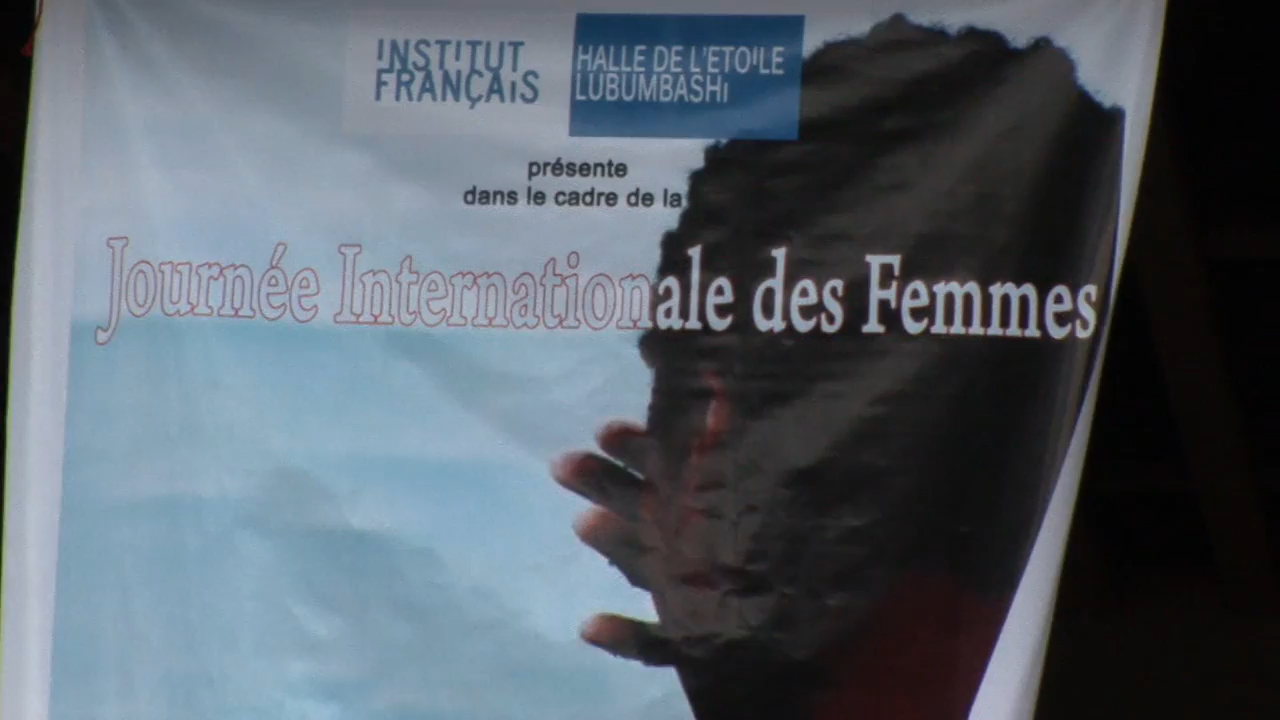 INSTITUT
FRANÇAIS
HALLE DE L'ETOILE
LUBUMBASHI
présente
dans le cadre de la
Journée Internationale des Femmes